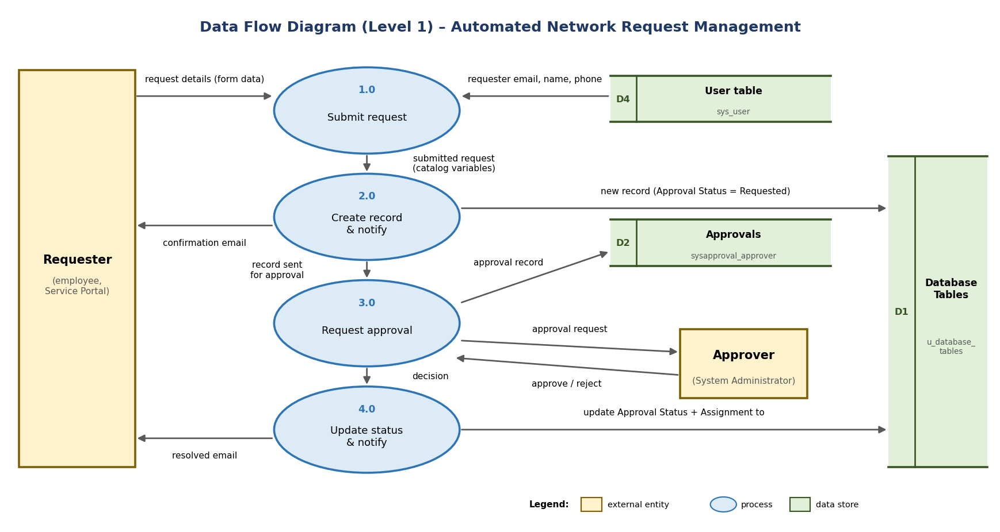 Data Flow Diagram (Level 1) – Automated Network Request Management
request details (form data)
1.0
Submit request
requester email, name, phone
D4
User table
sys_user
submitted request
(catalog variables)
2.0
Create record
& notify
new record (Approval Status = Requested)
confirmation email
D2
Approvals
sysapproval_approver
Requester
(employee,
Service Portal)
record sent
for approval
approval record
3.0
Request approval
approval request
Approver
(System Administrator)
approve / reject
D1
Database
Tables
u_database_
tables
decision
4.0
Update status
& notify
update Approval Status + Assignment to
resolved email
Legend:
external entity
process
data store